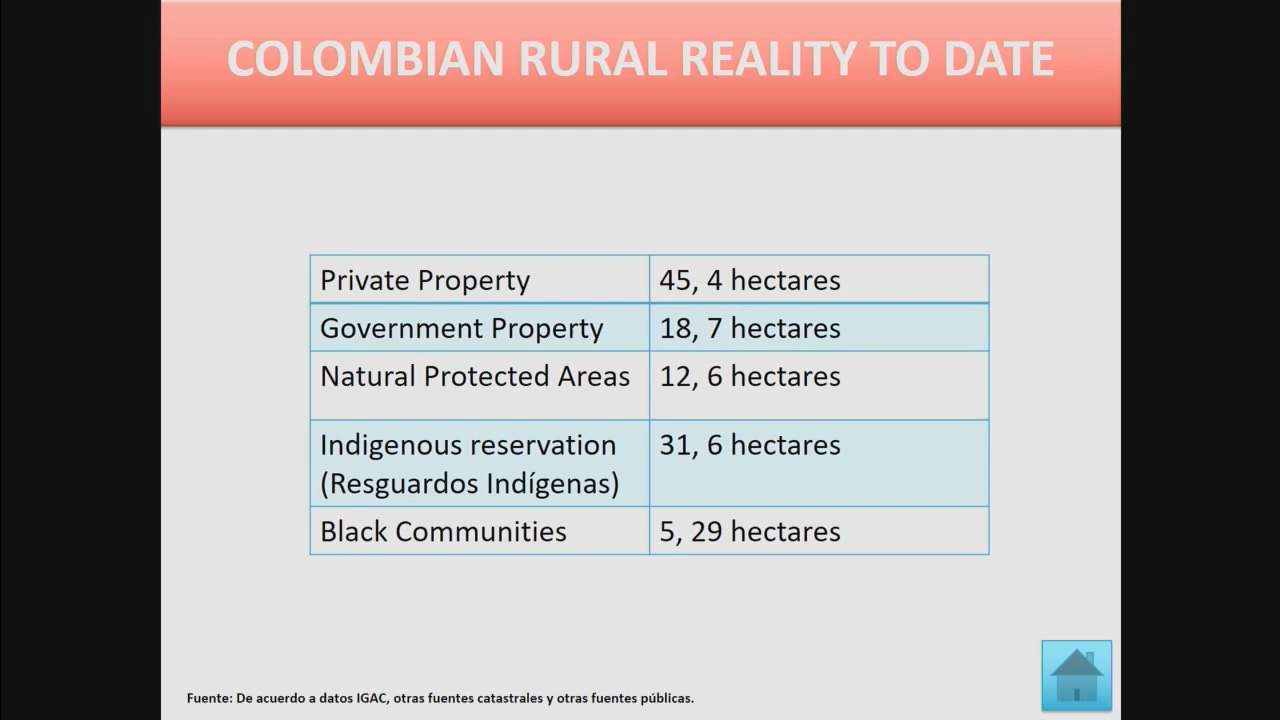 COLOMBIAN RURAL REALITY TO DATE
Private Property 45, 4 hectares
Government Property 18, 7 hectares
Natural Protected Areas 12, 6 hectares
Indigenous reservation 31, 6 hectares
(Resguardos Indígenas)
Black Communities 5, 29 hectares
Fuente: De acuerdo a datos IGAC, otras fuentes catastrales y otras fuentes públicas.